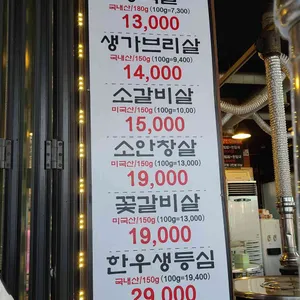 국내산/180g (100g=7,300)
13,000
생가브리살
국내산/150g (100g=9,400)
14,000
소갈비살
미국산/150g (100g=10,00)
15,000
소안창살
미국산/150g (100g=13,000)
19,000
꽃갈비살
미국산/150g (100g=13,000)
19,000
한우생등심
국내산/150g (100g=19,400)
29,000